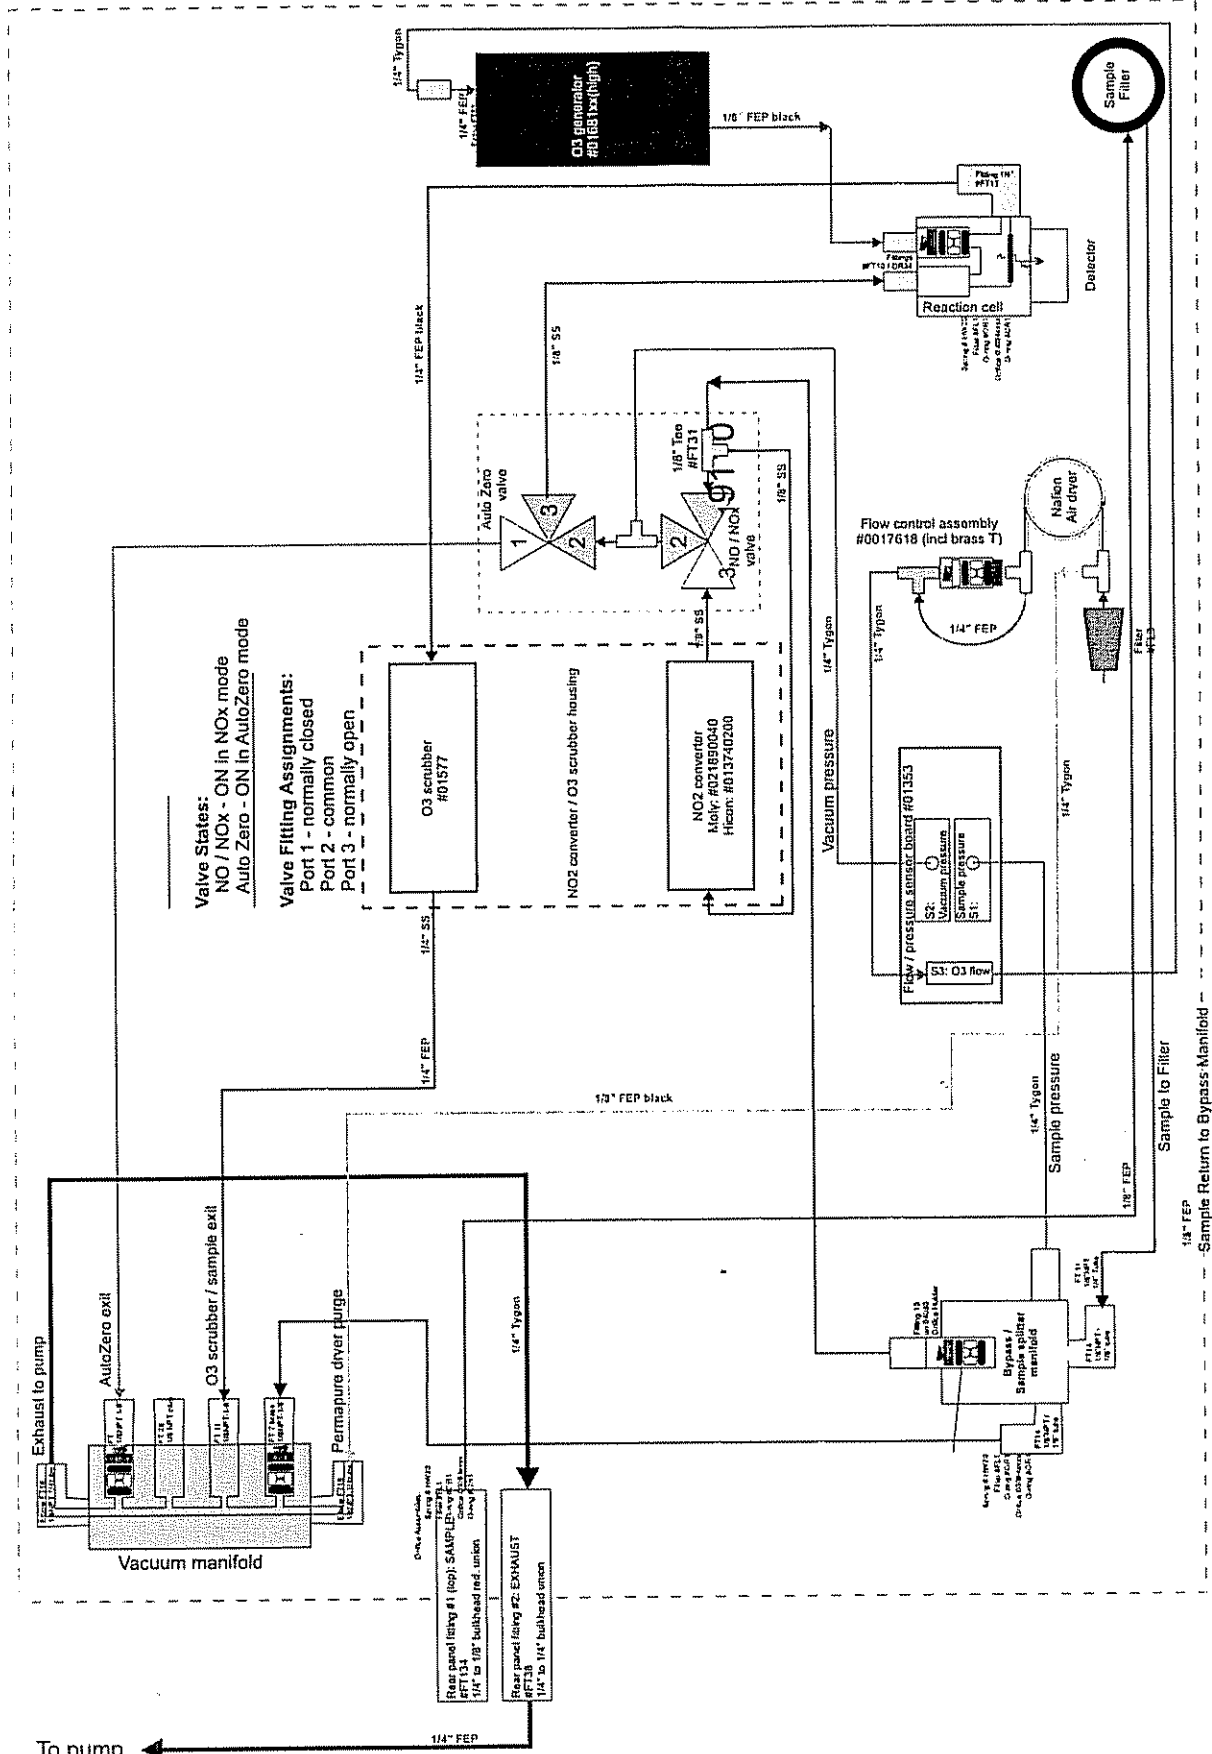 1/4" Tygon
1/4" FEP
O3 generator
#01681xx(high)
1/8" FEP black
Sample
Filter
Reaction cell
Detector
1/4" FEP black
1/8" SS
Auto Zero
valve
1
3
2
1/8" Tee
#FT31
9110
2
3
NO / NOx
valve
1/8" SS
1/8" SS
Flow control assembly
#0017618 (incl brass T)
Nafion
Air dryer
1/4" FEP
1/4" Tygon
Filter
Valve States:
NO / NOx - ON in NOx mode
Auto Zero - ON in AutoZero mode
Valve Fitting Assignments:
Port 1 - normally closed
Port 2 - common
Port 3 - normally open
O3 scrubber
#01577
NO2 convertor / O3 scrubber housing
NO2 convertor
Moly: #021890040
Hicon: #013740200
1/4" Tygon
Vacuum pressure
Flow / pressure sensor board #01353
S2:
Vacuum pressure
Sample pressure
S1:
S3: O3 flow
1/4" Tygon
1/4" SS
1/4" FEP
1/8" FEP black
1/4" Tygon
Sample pressure
Sample to Filter
1/8" FEP
1/8" FEP
Sample Return to Bypass Manifold
Exhaust to pump
AutoZero exit
O3 scrubber / sample exit
Permapure dryer purge
1/4" Tygon
Vacuum manifold
Bypass /
Sample splitter
manifold
Rear panel fitting #1 (top): SAMPLE
#FT134
1/4" to 1/8" bulkhead red. union
Rear panel fitting #2: EXHAUST
#FT38
1/4" to 1/4" bulkhead union
1/4" FEP
To pump